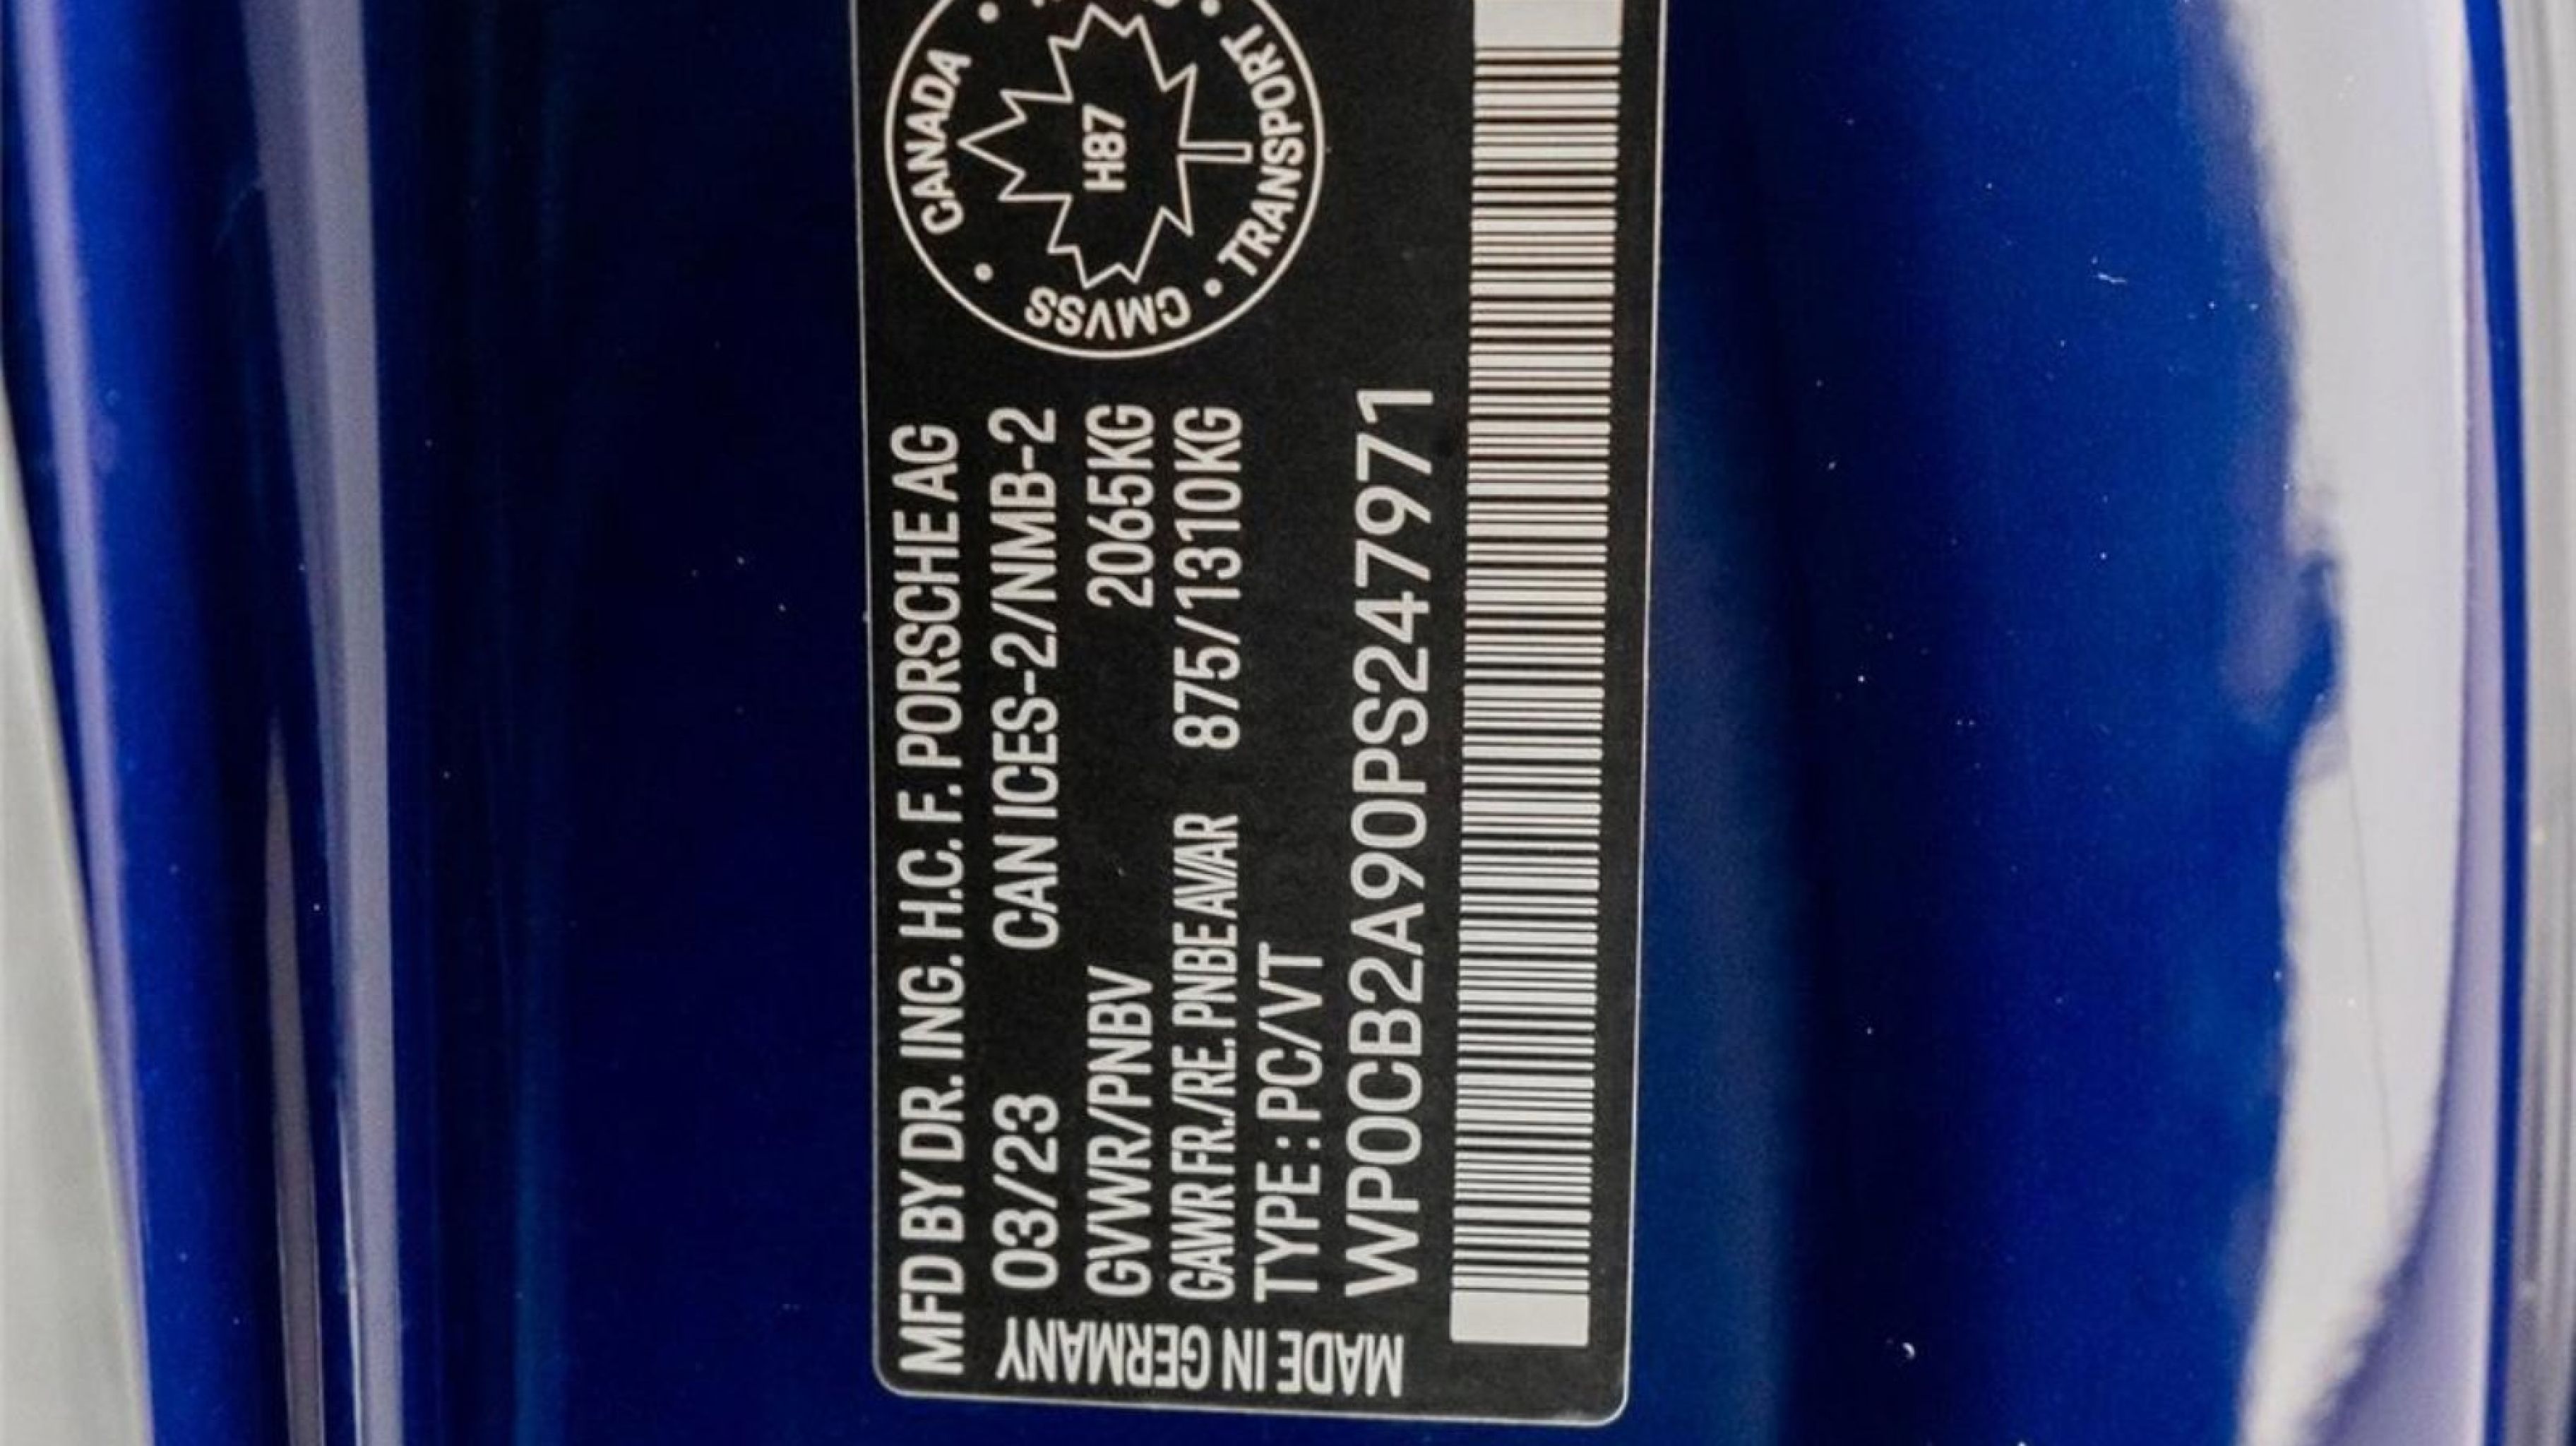 MFD BY DR. ING. H.C. F. PORSCHE AG
03/23 CAN ICES-2/NMB-2
GVWR/PNBV 2065KG
GAWR FR./RE. PNBE AV/AR 875/1310KG
TYPE : PC/VT
WP0CB2A90PS247971
MADE IN GERMANY
CANADA
TRANSPORT
CMVSS
H87